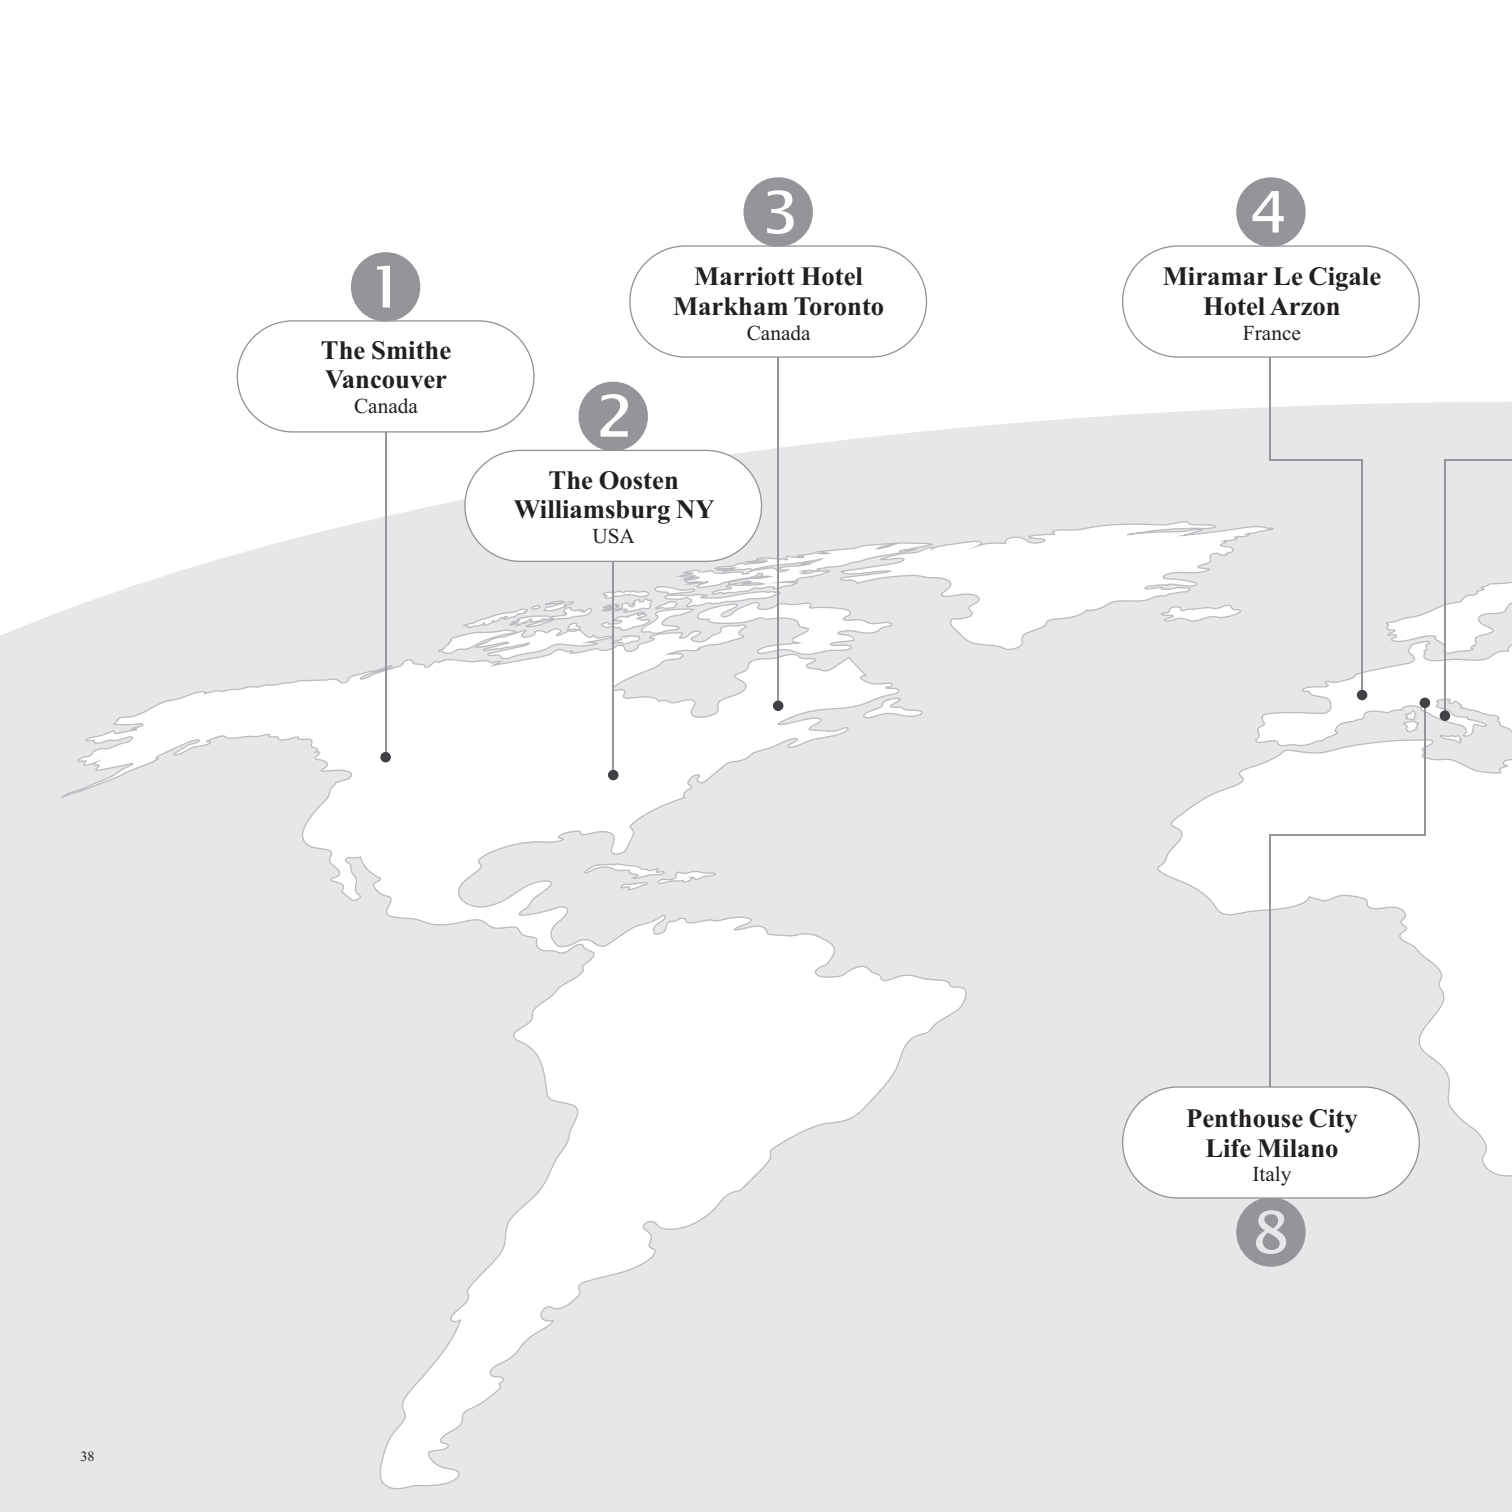 1
The Smithe
Vancouver
Canada
2
The Oosten
Williamsburg NY
USA
3
Marriott Hotel
Markham Toronto
Canada
4
Miramar Le Cigale
Hotel Arzon
France
Penthouse City
Life Milano
Italy
8
38